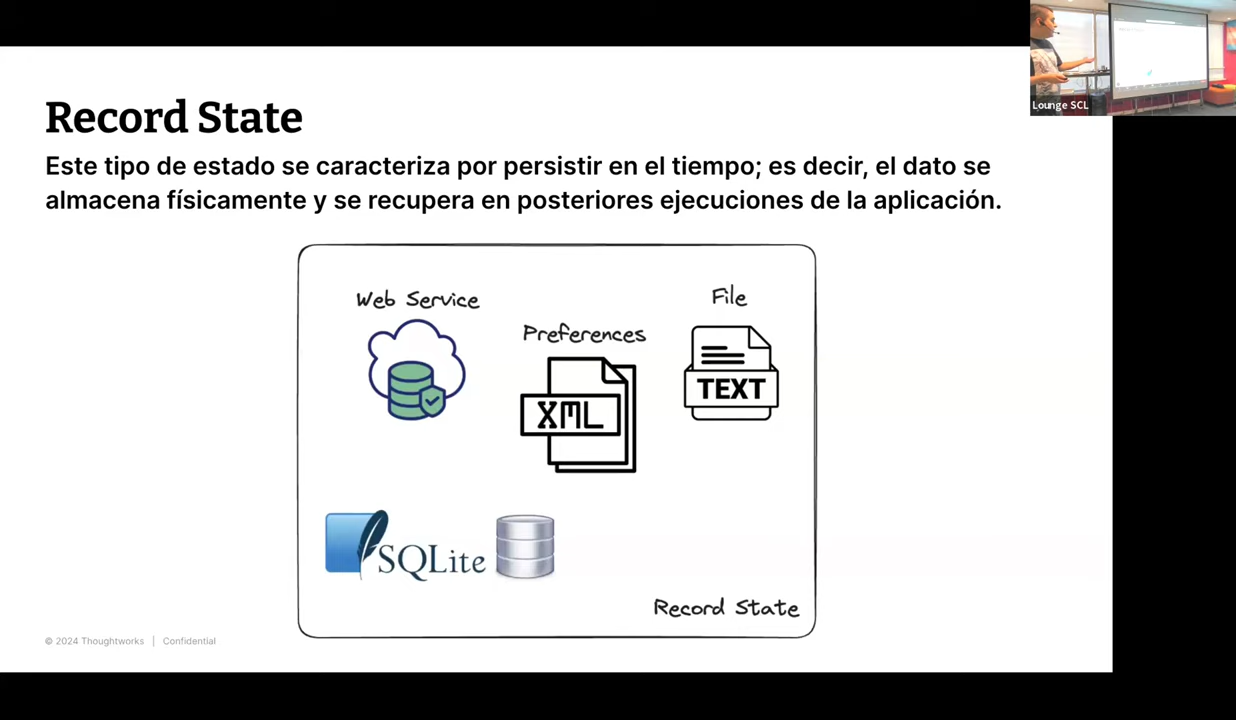 Record State
Este tipo de estado se caracteriza por persistir en el tiempo; es decir, el dato se
almacena físicamente y se recupera en posteriores ejecuciones de la aplicación.
Web Service
Preferences
File
XML
TEXT
SQLite
Record State
© 2024 Thoughtworks | Confidential
Lounge SCL